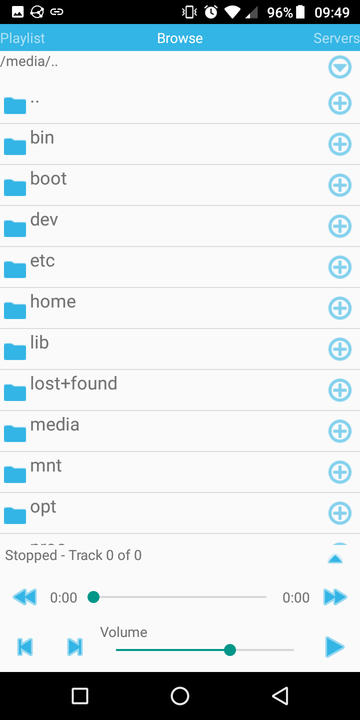 96% 09:49
Playlist Browse Servers
/media/..
..
bin
boot
dev
etc
home
lib
lost+found
media
mnt
opt
Stopped - Track 0 of 0
0:00 0:00
Volume